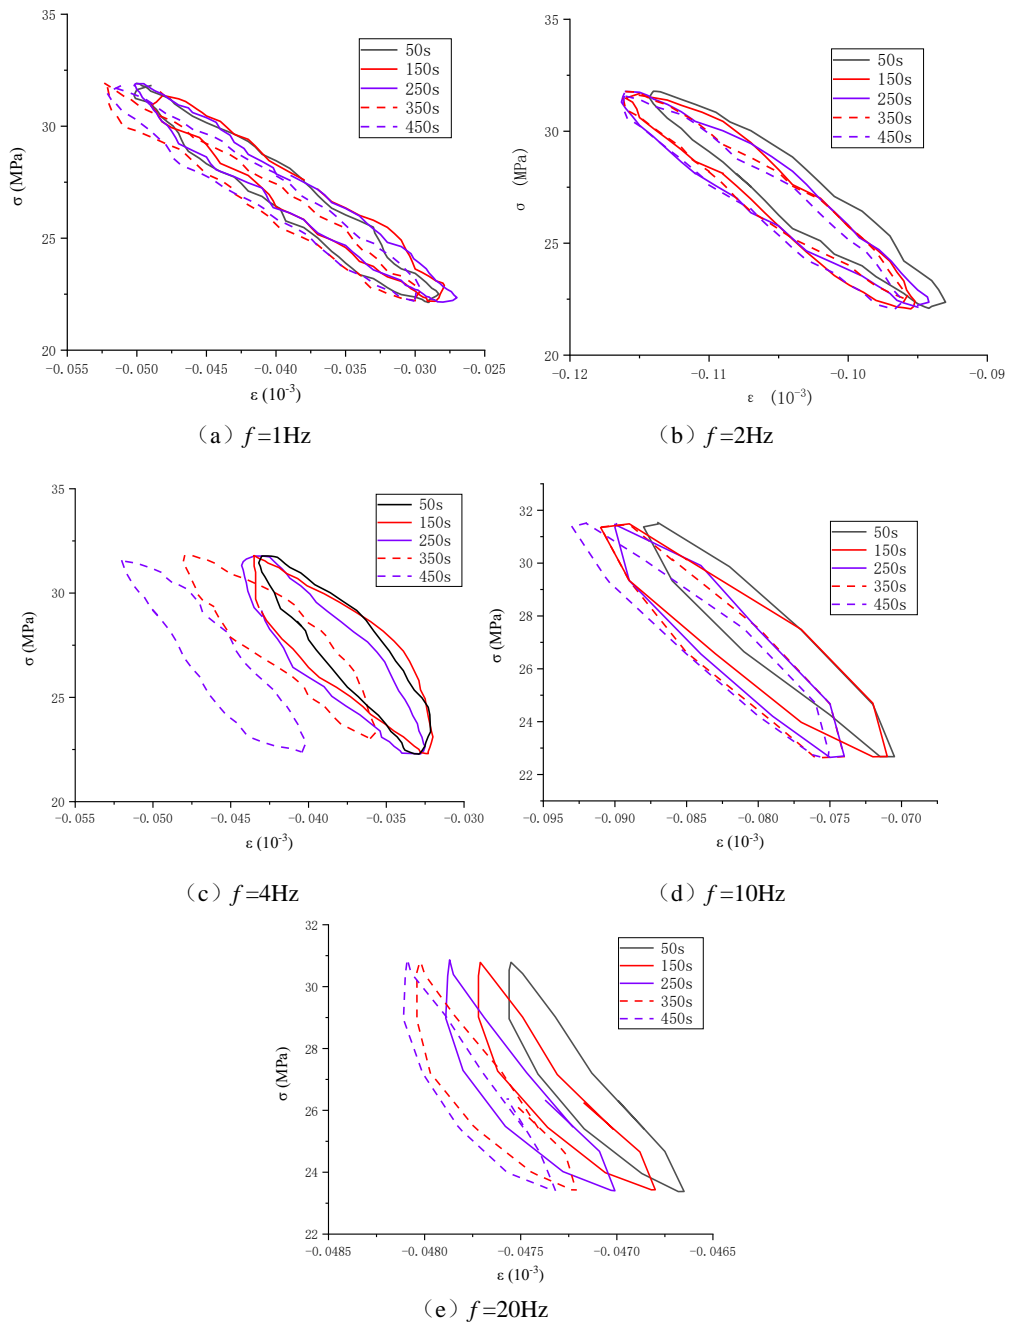 35
30
25
20
σ (MPa)
-0.055 -0.050 -0.045 -0.040 -0.035 -0.030 -0.025
ε (10⁻³)
50s
150s
250s
350s
450s
(a) f=1Hz
35
30
25
20
σ (MPa)
-0.12 -0.11 -0.10 -0.09
ε (10⁻³)
50s
150s
250s
350s
450s
(b) f=2Hz
35
30
25
20
σ (MPa)
-0.055 -0.050 -0.045 -0.040 -0.035 -0.030
ε (10⁻³)
50s
150s
250s
350s
450s
(c) f=4Hz
32
30
28
26
24
22
σ (MPa)
-0.095 -0.090 -0.085 -0.080 -0.075 -0.070
ε (10⁻³)
50s
150s
250s
350s
450s
(d) f=10Hz
32
30
28
26
24
22
σ (MPa)
-0.0485 -0.0480 -0.0475 -0.0470 -0.0465
ε (10⁻³)
50s
150s
250s
350s
450s
(e) f=20Hz